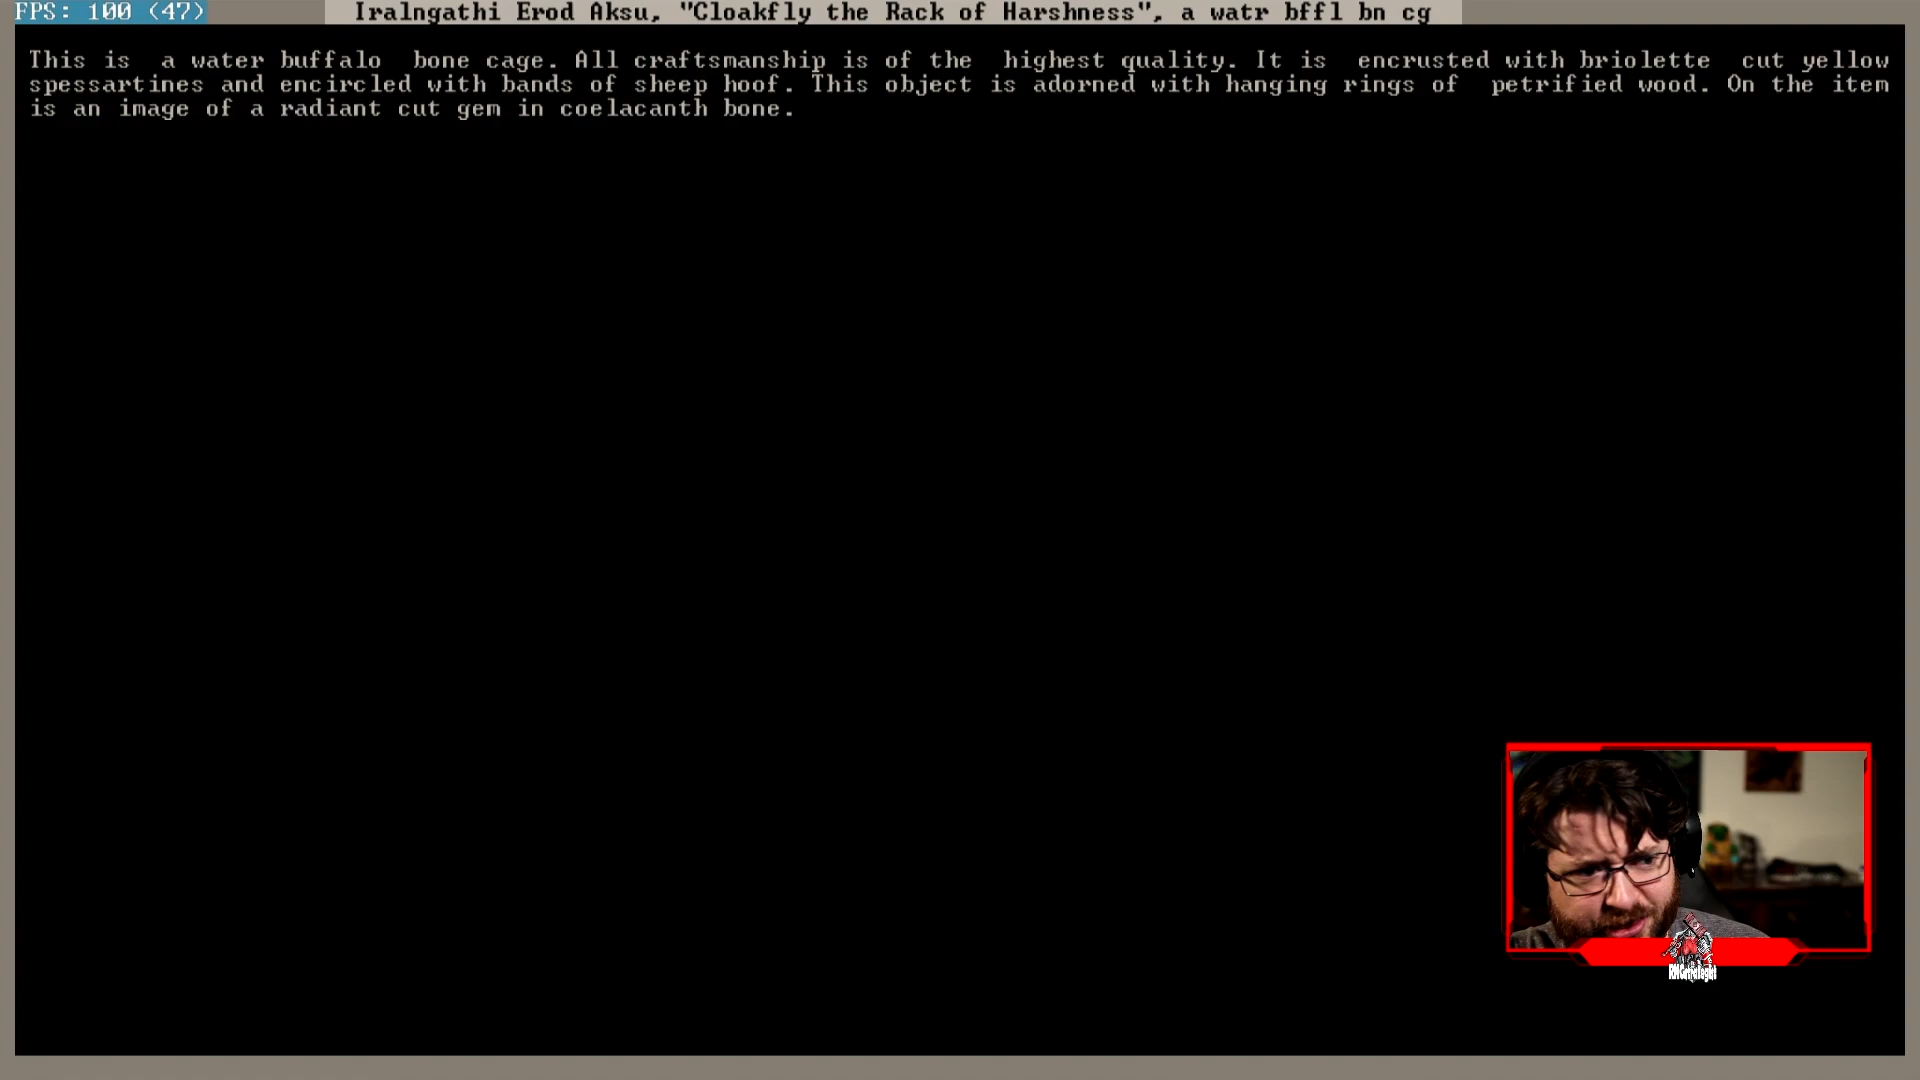 FPS: 100 (47)
Iralngathi Erod Aksu, "Cloakfly the Rack of Harshness", a watr bffl bn cg
This is a water buffalo bone cage. All craftsmanship is of the highest quality. It is encrusted with briolette cut yellow
spessartines and encircled with bands of sheep hoof. This object is adorned with hanging rings of petrified wood. On the item
is an image of a radiant cut gem in coelacanth bone.